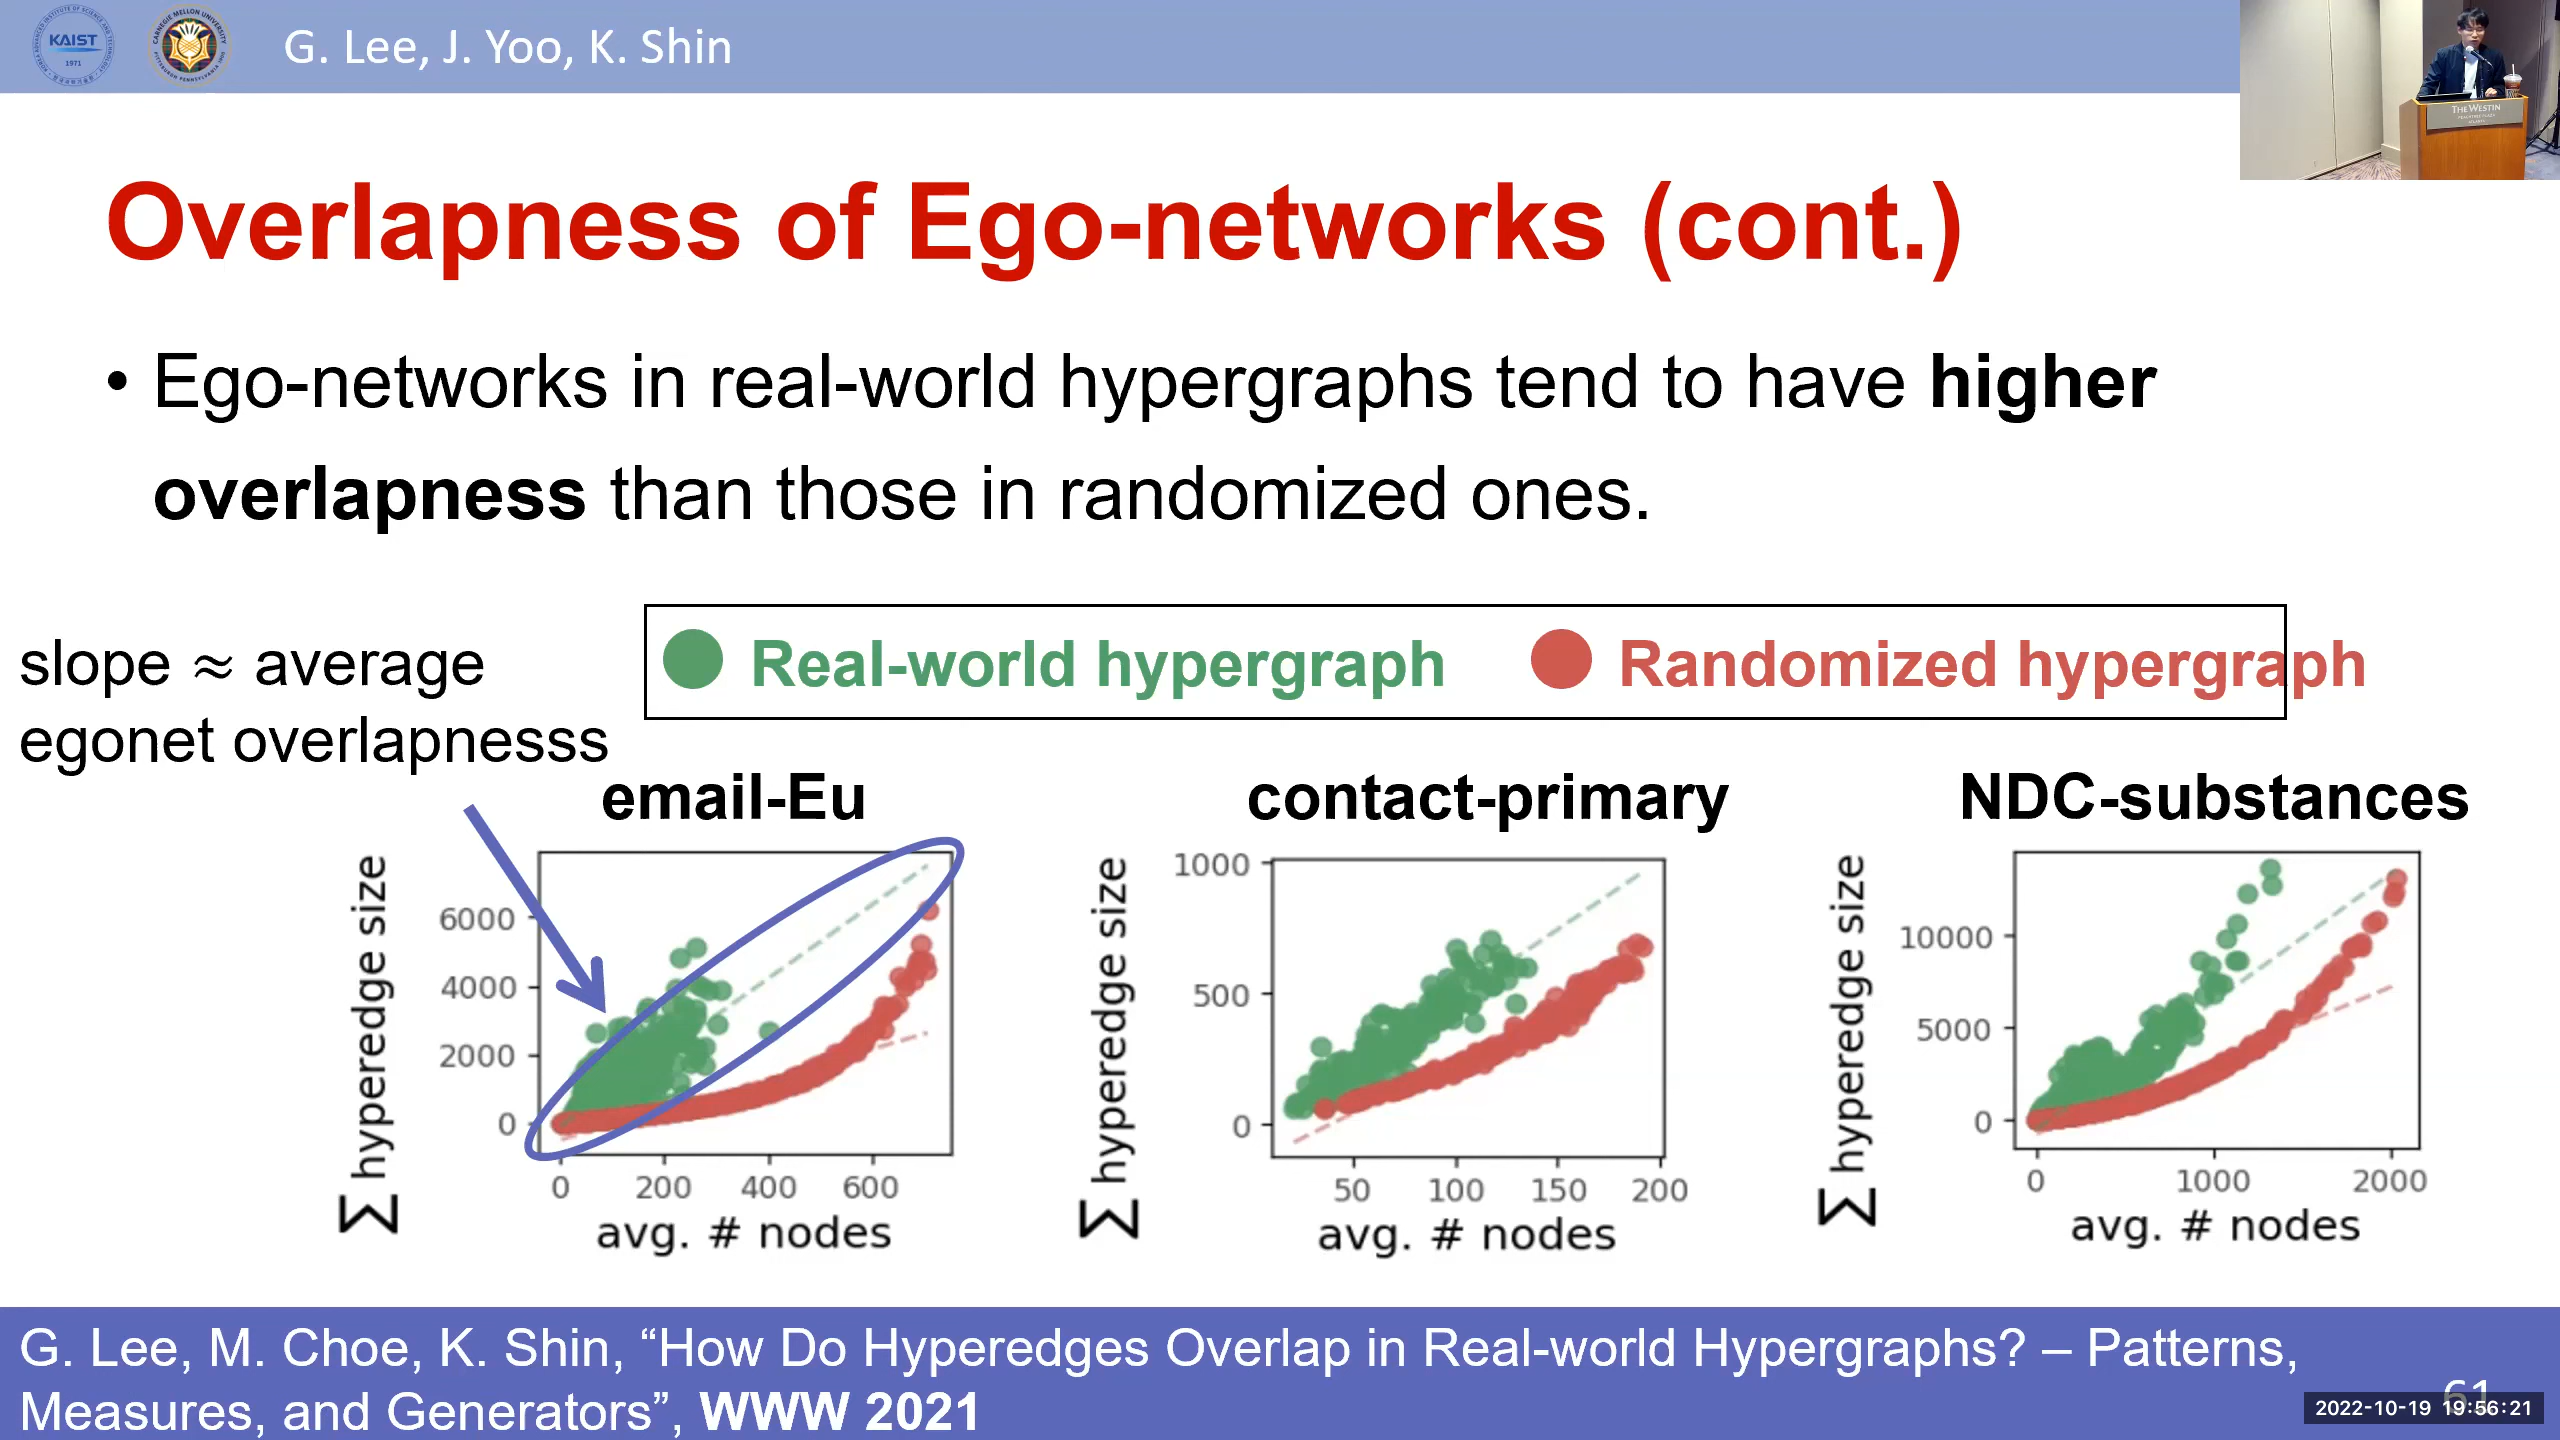 KAIST
1971
G. Lee, J. Yoo, K. Shin
THE WESTIN
Overlapness of Ego-networks (cont.)
• Ego-networks in real-world hypergraphs tend to have higher
overlapness than those in randomized ones.
slope ≈ average
egonet overlapnesss
Real-world hypergraph
Randomized hypergraph
email-Eu
∑ hyperedge size
6000
4000
2000
0
0 200 400 600
avg. # nodes
contact-primary
∑ hyperedge size
1000
500
0
50 100 150 200
avg. # nodes
NDC-substances
∑ hyperedge size
10000
5000
0
0 1000 2000
avg. # nodes
G. Lee, M. Choe, K. Shin, “How Do Hyperedges Overlap in Real-world Hypergraphs? – Patterns,
Measures, and Generators”, WWW 2021
61
2022-10-19 19:56:21